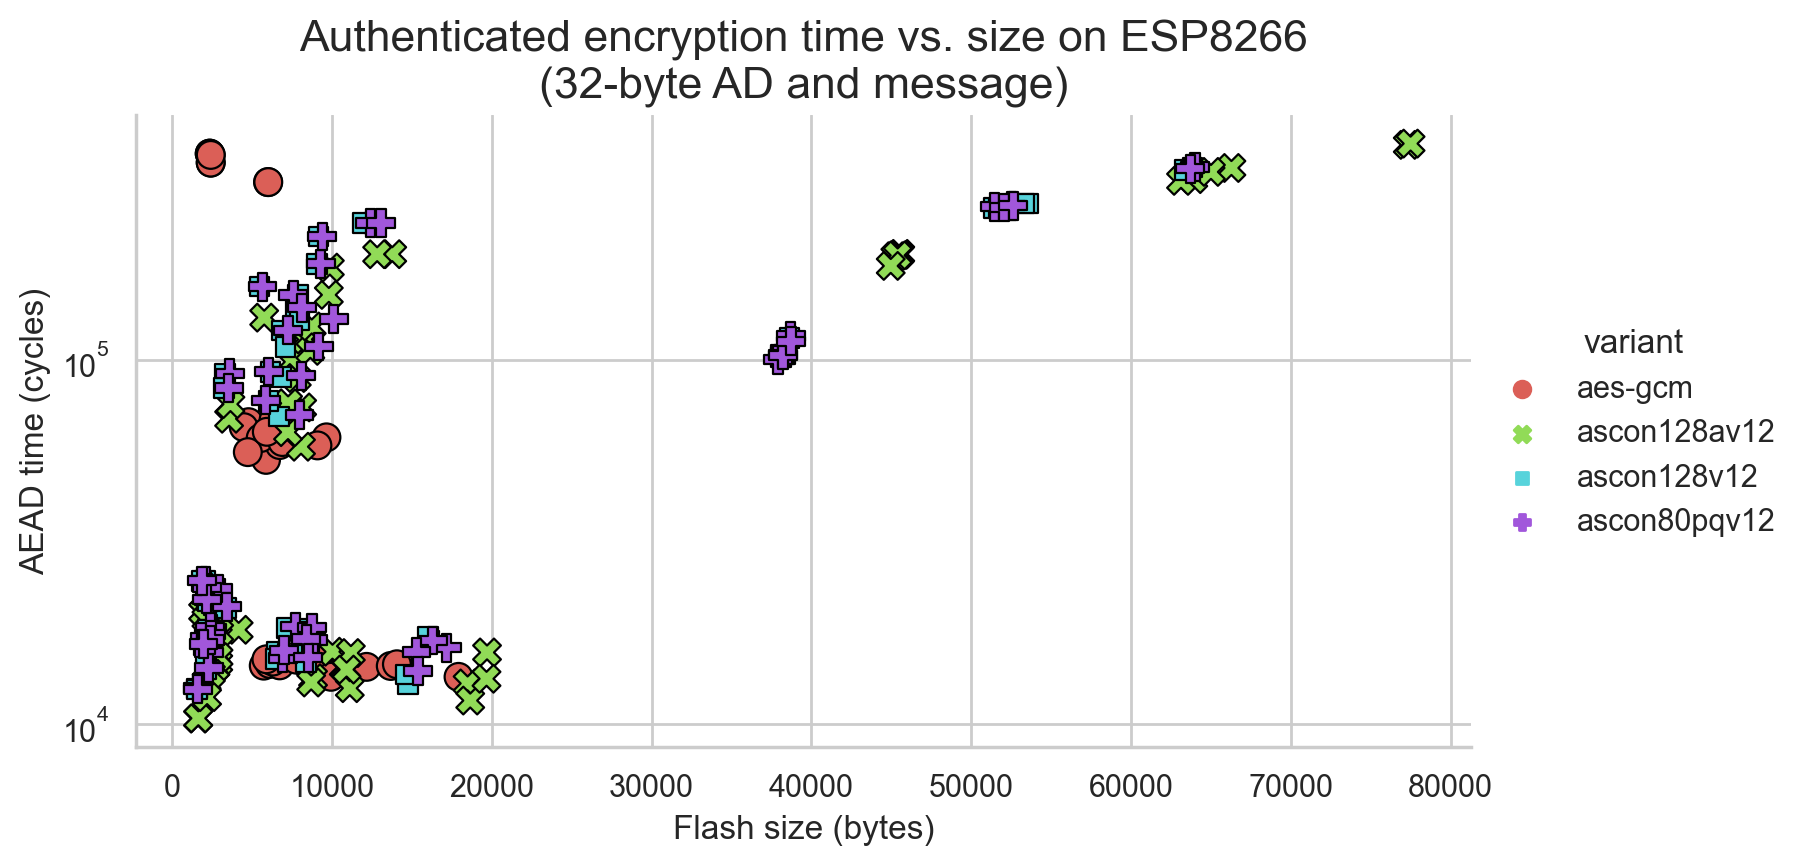 Authenticated encryption time vs. size on ESP8266
(32-byte AD and message)
AEAD time (cycles)
10^5
10^4
0 10000 20000 30000 40000 50000 60000 70000 80000
Flash size (bytes)
variant
aes-gcm
ascon128av12
ascon128v12
ascon80pqv12